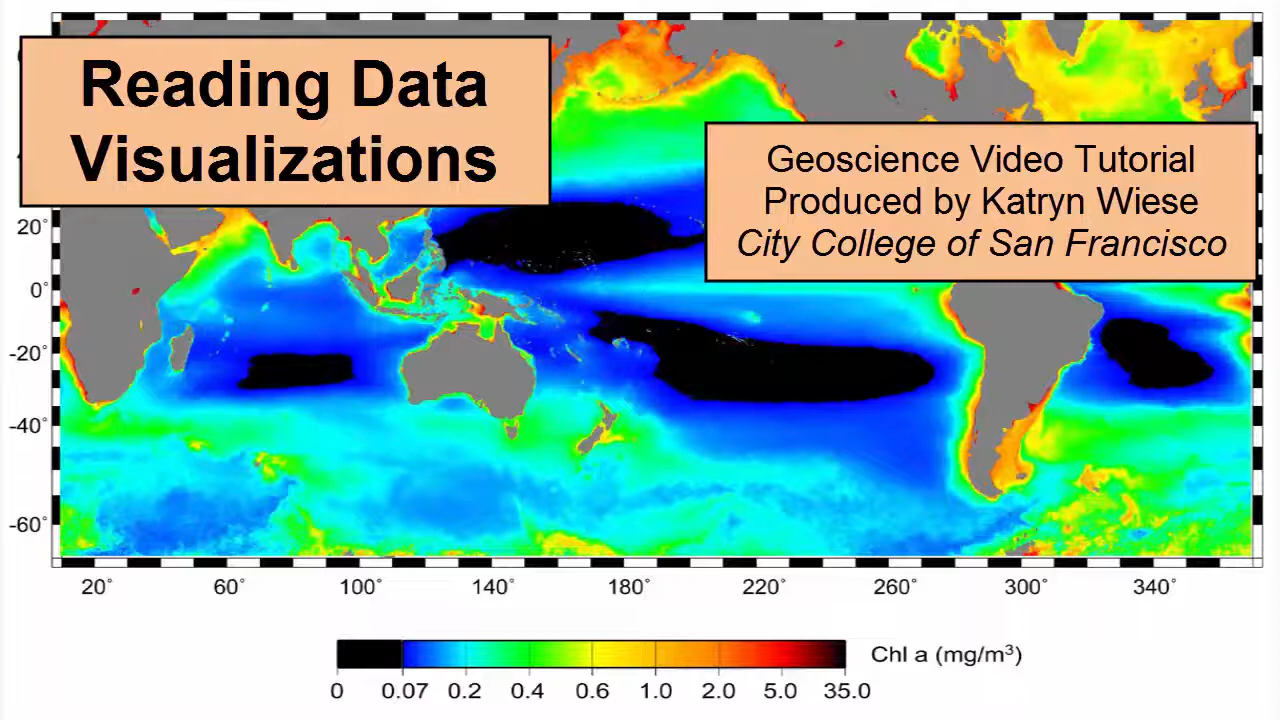 Reading Data
Visualizations
Geoscience Video Tutorial
Produced by Katryn Wiese
City College of San Francisco
20°
0°
-20°
-40°
-60°
20° 60° 100° 140° 180° 220° 260° 300° 340°
Chl a (mg/m³)
0 0.07 0.2 0.4 0.6 1.0 2.0 5.0 35.0